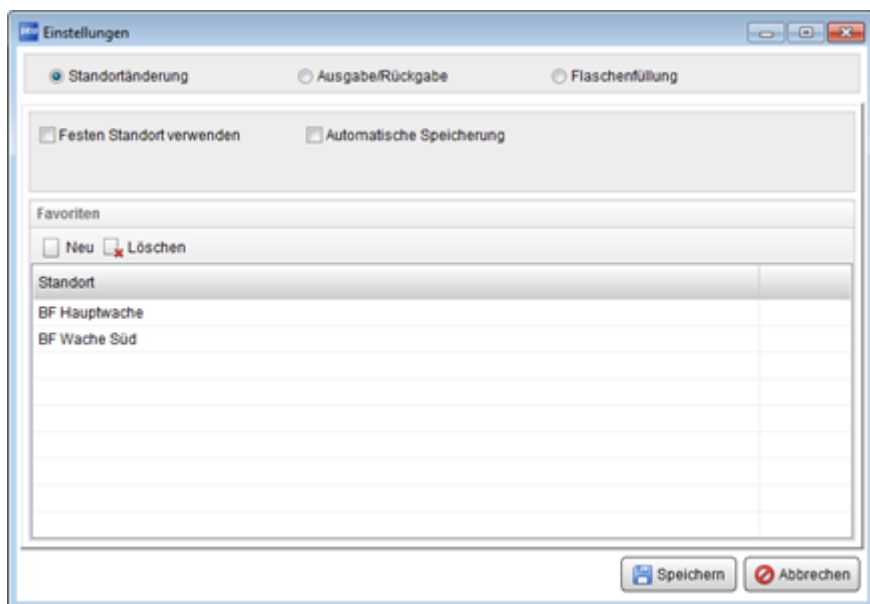 Einstellungen
Standortänderung Ausgabe/Rückgabe Flaschenfüllung
Festen Standort verwenden Automatische Speicherung
Favoriten
Neu Löschen
Standort
BF Hauptwache
BF Wache Süd
Speichern Abbrechen